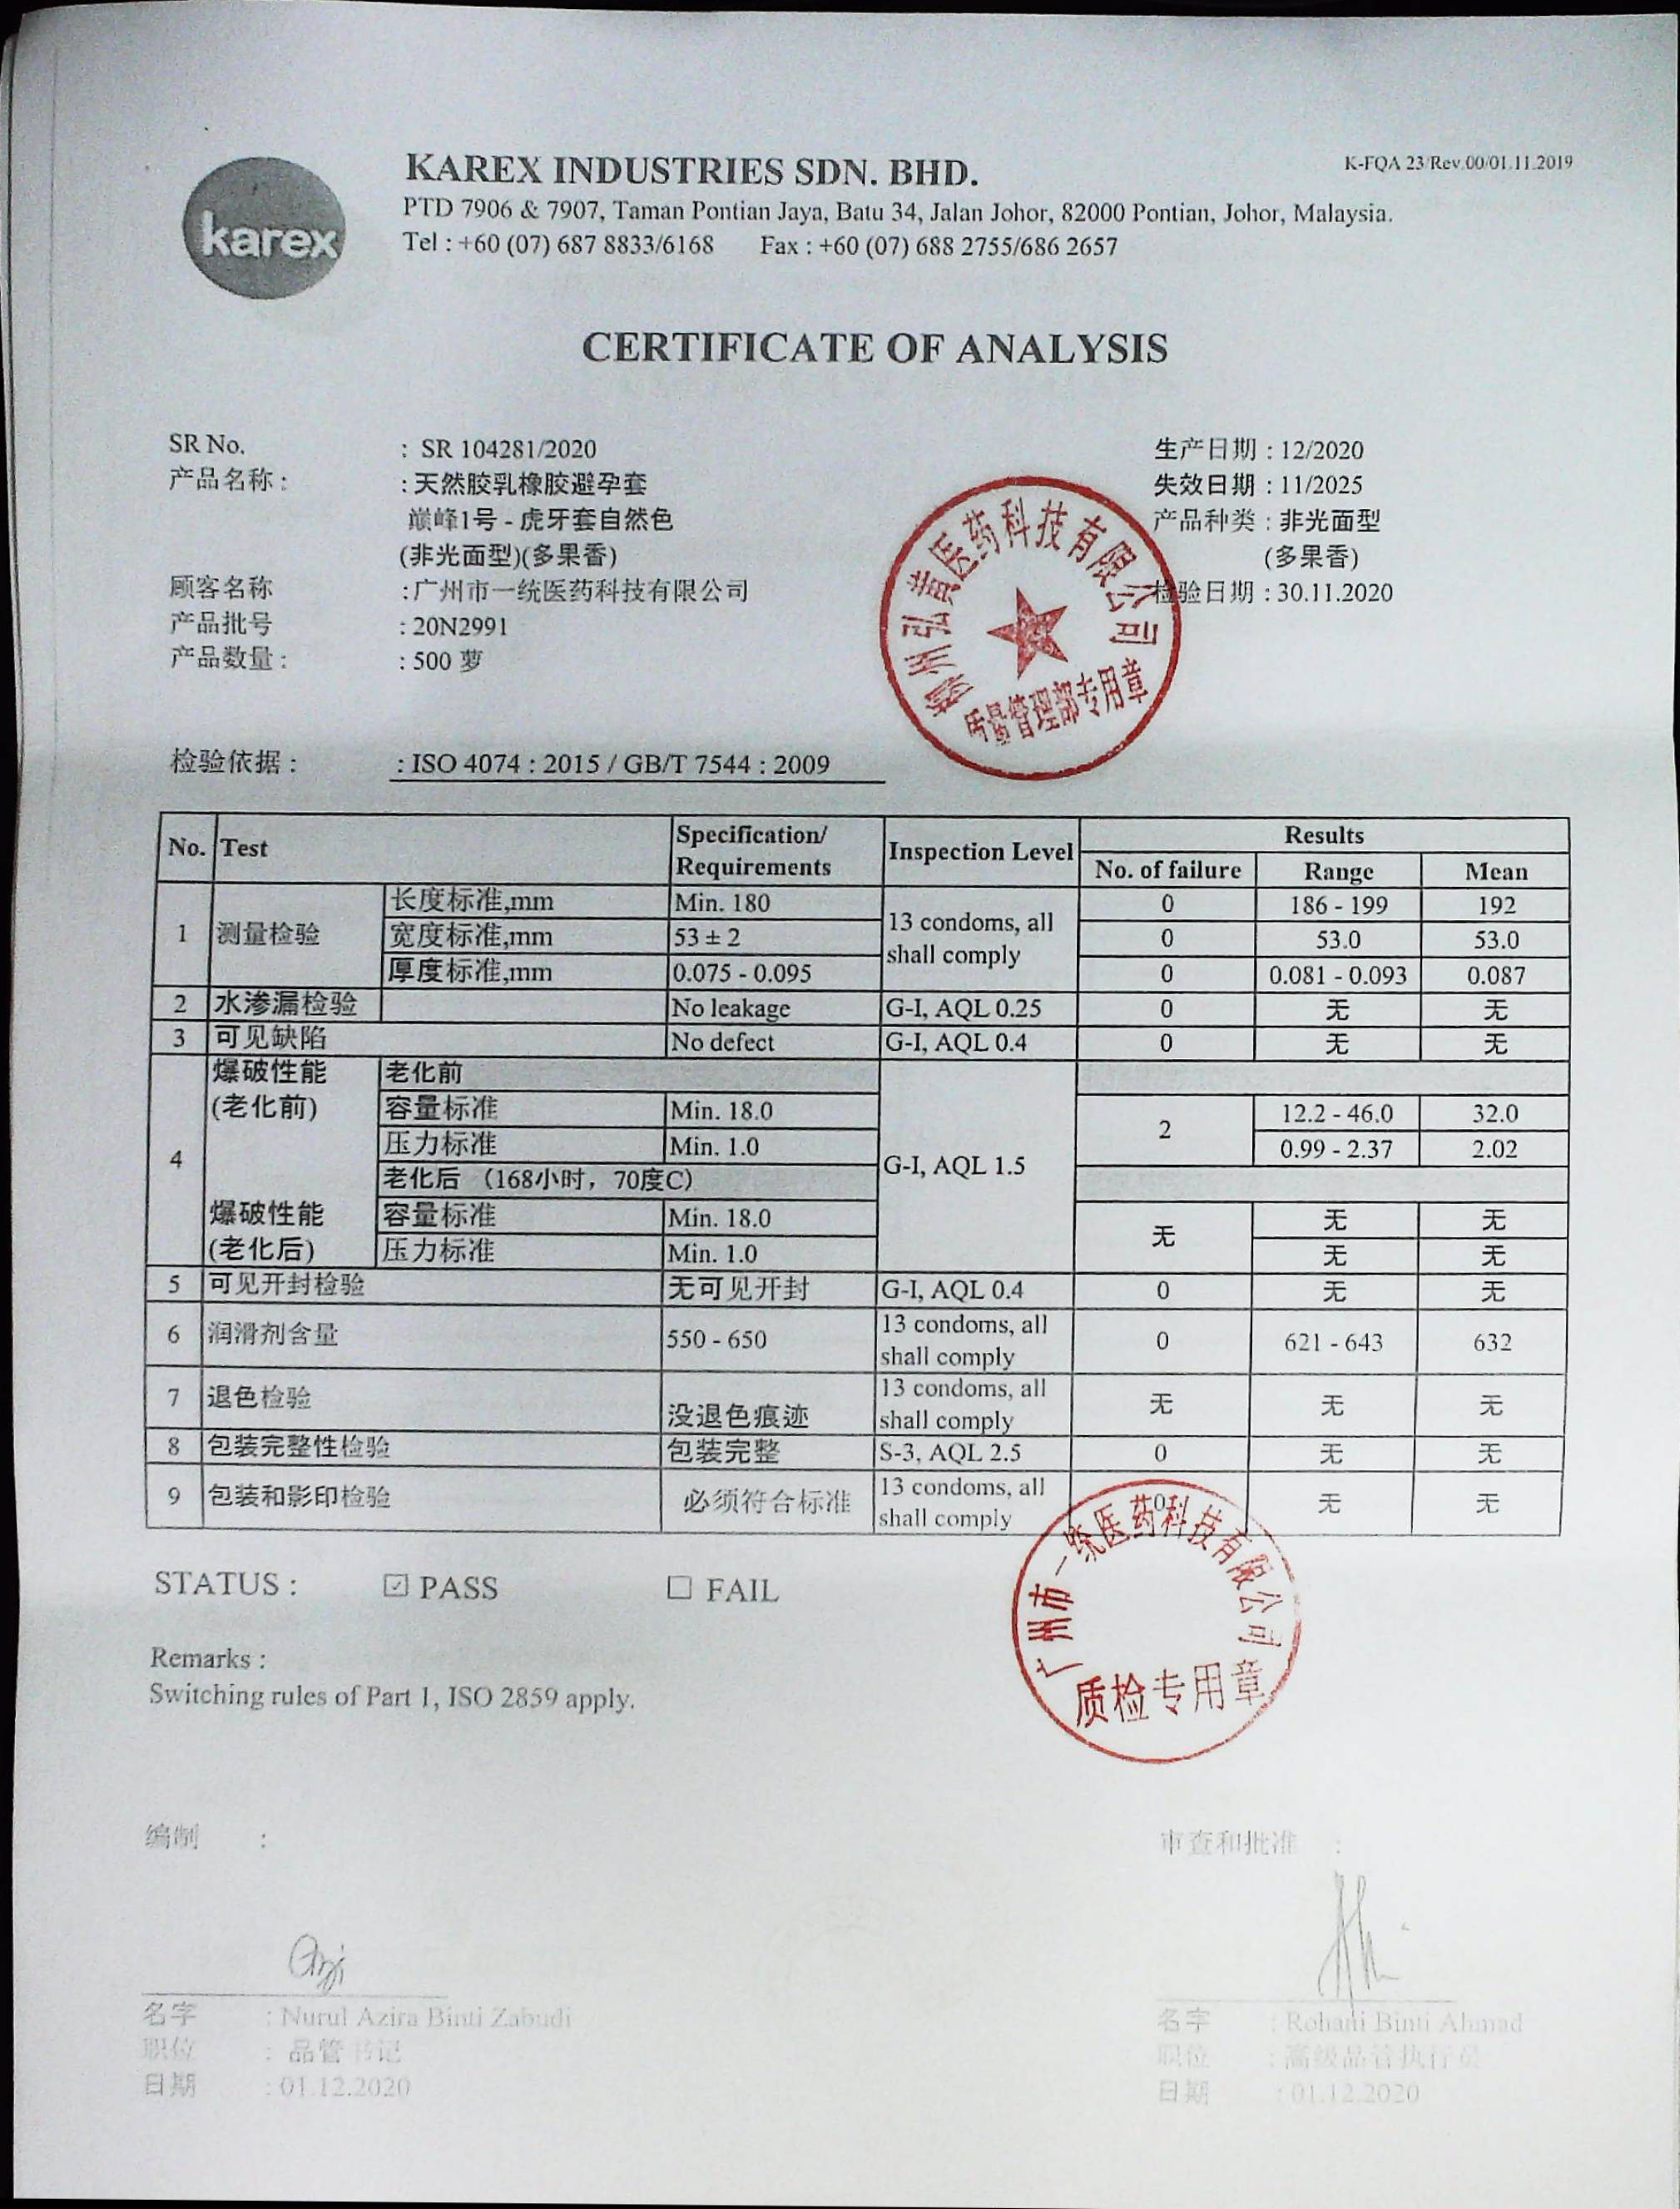 karex
KAREX INDUSTRIES SDN. BHD.
K-FQA 23/Rev.00/01.11.2019
PTD 7906 & 7907, Taman Pontian Jaya, Batu 34, Jalan Johor, 82000 Pontian, Johor, Malaysia.
Tel : +60 (07) 687 8833/6168 Fax : +60 (07) 688 2755/686 2657
CERTIFICATE OF ANALYSIS
SR No. : SR 104281/2020 生产日期 : 12/2020
产品名称 : : 天然胶乳橡胶避孕套 失效日期 : 11/2025
巅峰1号 - 虎牙套自然色 产品种类 : 非光面型
(非光面型)(多果香) (多果香)
顾客名称 : 广州市一统医药科技有限公司 检验日期 : 30.11.2020
产品批号 : 20N2991
产品数量 : : 500 萝
柳州弘黄医药科技有限公司
质量管理部专用章
检验依据 : : ISO 4074 : 2015 / GB/T 7544 : 2009
No. Test Specification/ Requirements Inspection Level Results
No. of failure Range Mean
1 测量检验 长度标准,mm Min. 180 13 condoms, all shall comply 0 186 - 199 192
宽度标准,mm 53 ± 2 0 53.0 53.0
厚度标准,mm 0.075 - 0.095 0 0.081 - 0.093 0.087
2 水渗漏检验 No leakage G-I, AQL 0.25 0 无 无
3 可见缺陷 No defect G-I, AQL 0.4 0 无 无
4 爆破性能 (老化前) 老化前 G-I, AQL 1.5
容量标准 Min. 18.0 2 12.2 - 46.0 32.0
压力标准 Min. 1.0 0.99 - 2.37 2.02
老化后 （168小时，70度C）
爆破性能 (老化后) 容量标准 Min. 18.0 无 无 无
压力标准 Min. 1.0 无 无
5 可见开封检验 无可见开封 G-I, AQL 0.4 0 无 无
6 润滑剂含量 550 - 650 13 condoms, all shall comply 0 621 - 643 632
7 退色检验 没退色痕迹 13 condoms, all shall comply 无 无 无
8 包装完整性检验 包装完整 S-3, AQL 2.5 0 无 无
9 包装和影印检验 必须符合标准 13 condoms, all shall comply 0 无 无
STATUS : ☑ PASS ☐ FAIL
广州市一统医药科技有限公司
质检专用章
Remarks :
Switching rules of Part 1, ISO 2859 apply.
编制 : 审查和批准 :
名字 : Nurul Azira Binti Zabudi 名字 : Rohani Binti Ahmad
职位 : 品管书记 职位 : 高级品管执行员
日期 : 01.12.2020 日期 : 01.12.2020